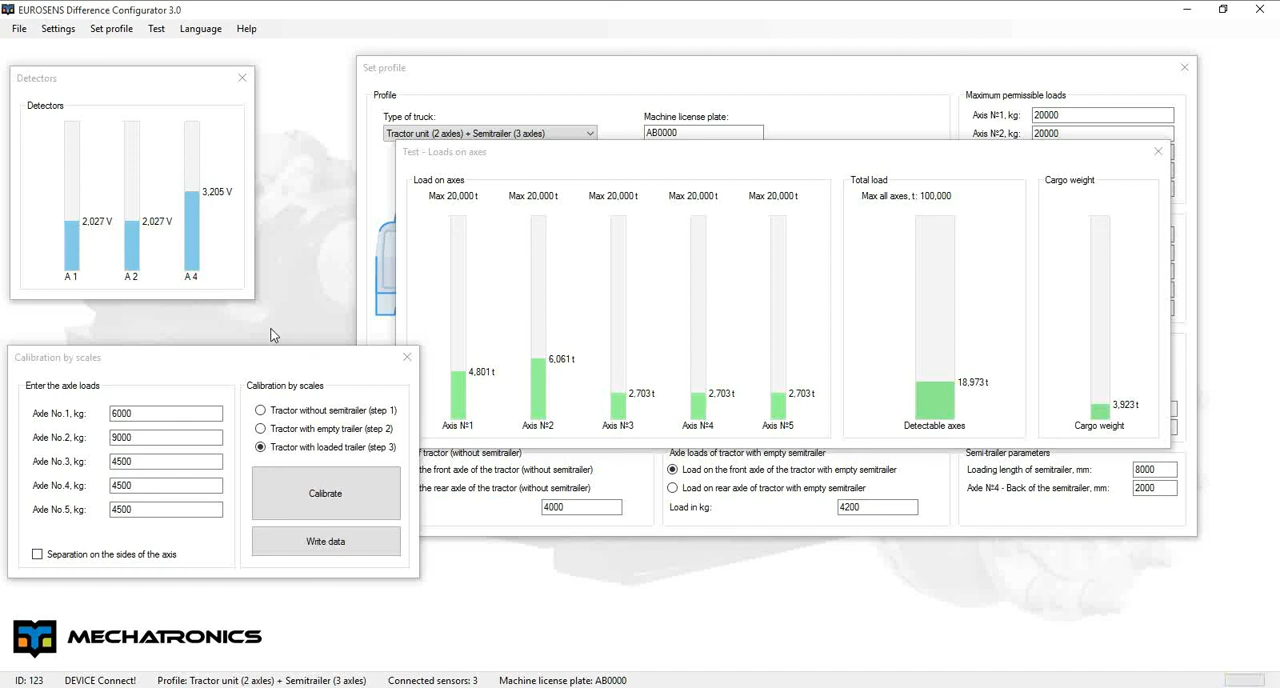 EUROSENS Difference Configurator 3.0
File Settings Set profile Test Language Help
Detectors
Detectors
2,027 V
2,027 V
3,205 V
A 1
A 2
A 4
Set profile
Profile
Type of truck:
Tractor unit (2 axles) + Semitrailer (3 axles)
Machine license plate:
AB0000
Maximum permissible loads
Axis №1, kg: 20000
Axis №2, kg: 20000
Test - Loads on axes
Load on axes
Max 20,000 t
Max 20,000 t
Max 20,000 t
Max 20,000 t
Max 20,000 t
4,801 t
6,061 t
2,703 t
2,703 t
2,703 t
Axis №1
Axis №2
Axis №3
Axis №4
Axis №5
Total load
Max all axes, t: 100,000
18,973 t
Detectable axes
Cargo weight
3,923 t
Cargo weight
Calibration by scales
Enter the axle loads
Axle No.1, kg: 6000
Axle No.2, kg: 9000
Axle No.3, kg: 4500
Axle No.4, kg: 4500
Axle No.5, kg: 4500
Separation on the sides of the axis
Calibration by scales
Tractor without semitrailer (step 1)
Tractor with empty trailer (step 2)
Tractor with loaded trailer (step 3)
Calibrate
Write data
f tractor (without semitrailer)
the front axle of the tractor (without semitrailer)
the rear axle of the tractor (without semitrailer)
4000
Axle loads of tractor with empty semitrailer
Load on the front axle of the tractor with empty semitrailer
Load on rear axle of tractor with empty semitrailer
Load in kg: 4200
Semi-trailer parameters
Loading length of semitrailer, mm: 8000
Axle №4 - Back of the semitrailer, mm: 2000
MECHATRONICS
ID: 123 DEVICE Connect! Profile: Tractor unit (2 axles) + Semitrailer (3 axles) Connected sensors: 3 Machine license plate: AB0000